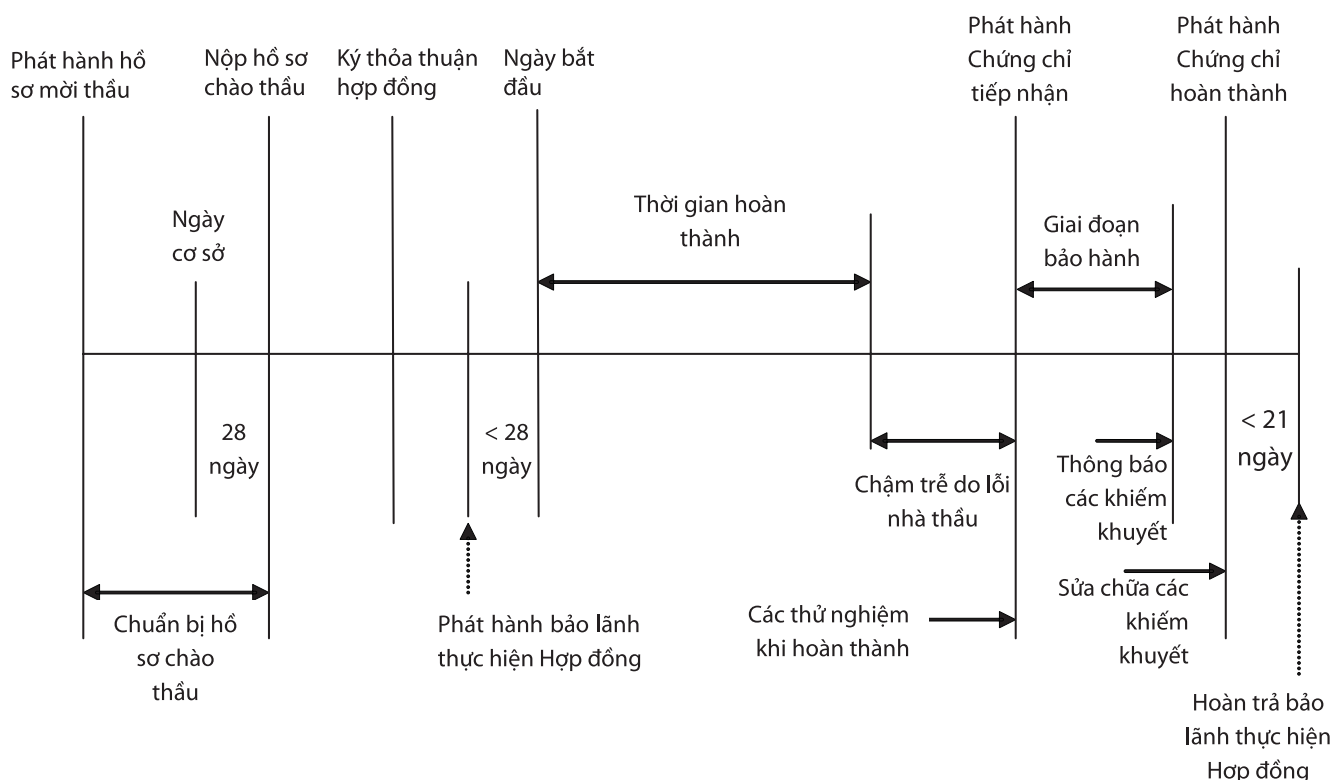 Phát hành hồ
sơ mời thầu
Nộp hồ sơ
chào thầu
Ký thỏa thuận
hợp đồng
Ngày bắt
đầu
Phát hành
Chứng chỉ
tiếp nhận
Phát hành
Chứng chỉ
hoàn thành
Ngày
cơ sở
Thời gian hoàn
thành
Giai đoạn
bảo hành
28
ngày
< 28
ngày
< 21
ngày
Chậm trễ do lỗi
nhà thầu
Thông báo
các khiếm
khuyết
Chuẩn bị hồ
sơ chào
thầu
Phát hành bảo lãnh
thực hiện Hợp đồng
Các thử nghiệm
khi hoàn thành
Sửa chữa các
khiếm
khuyết
Hoàn trả bảo
lãnh thực hiện
Hợp đồng